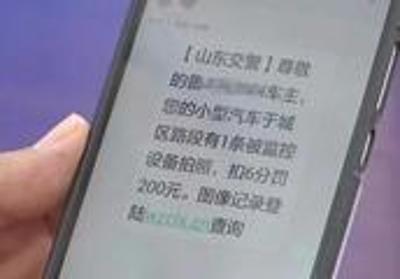 【山东交警】尊敬
的鲁 车主，
您的小型汽车于城
区路段有1条被监控
设备拍照，扣6分罚
200元。图像记录登
陆 查询